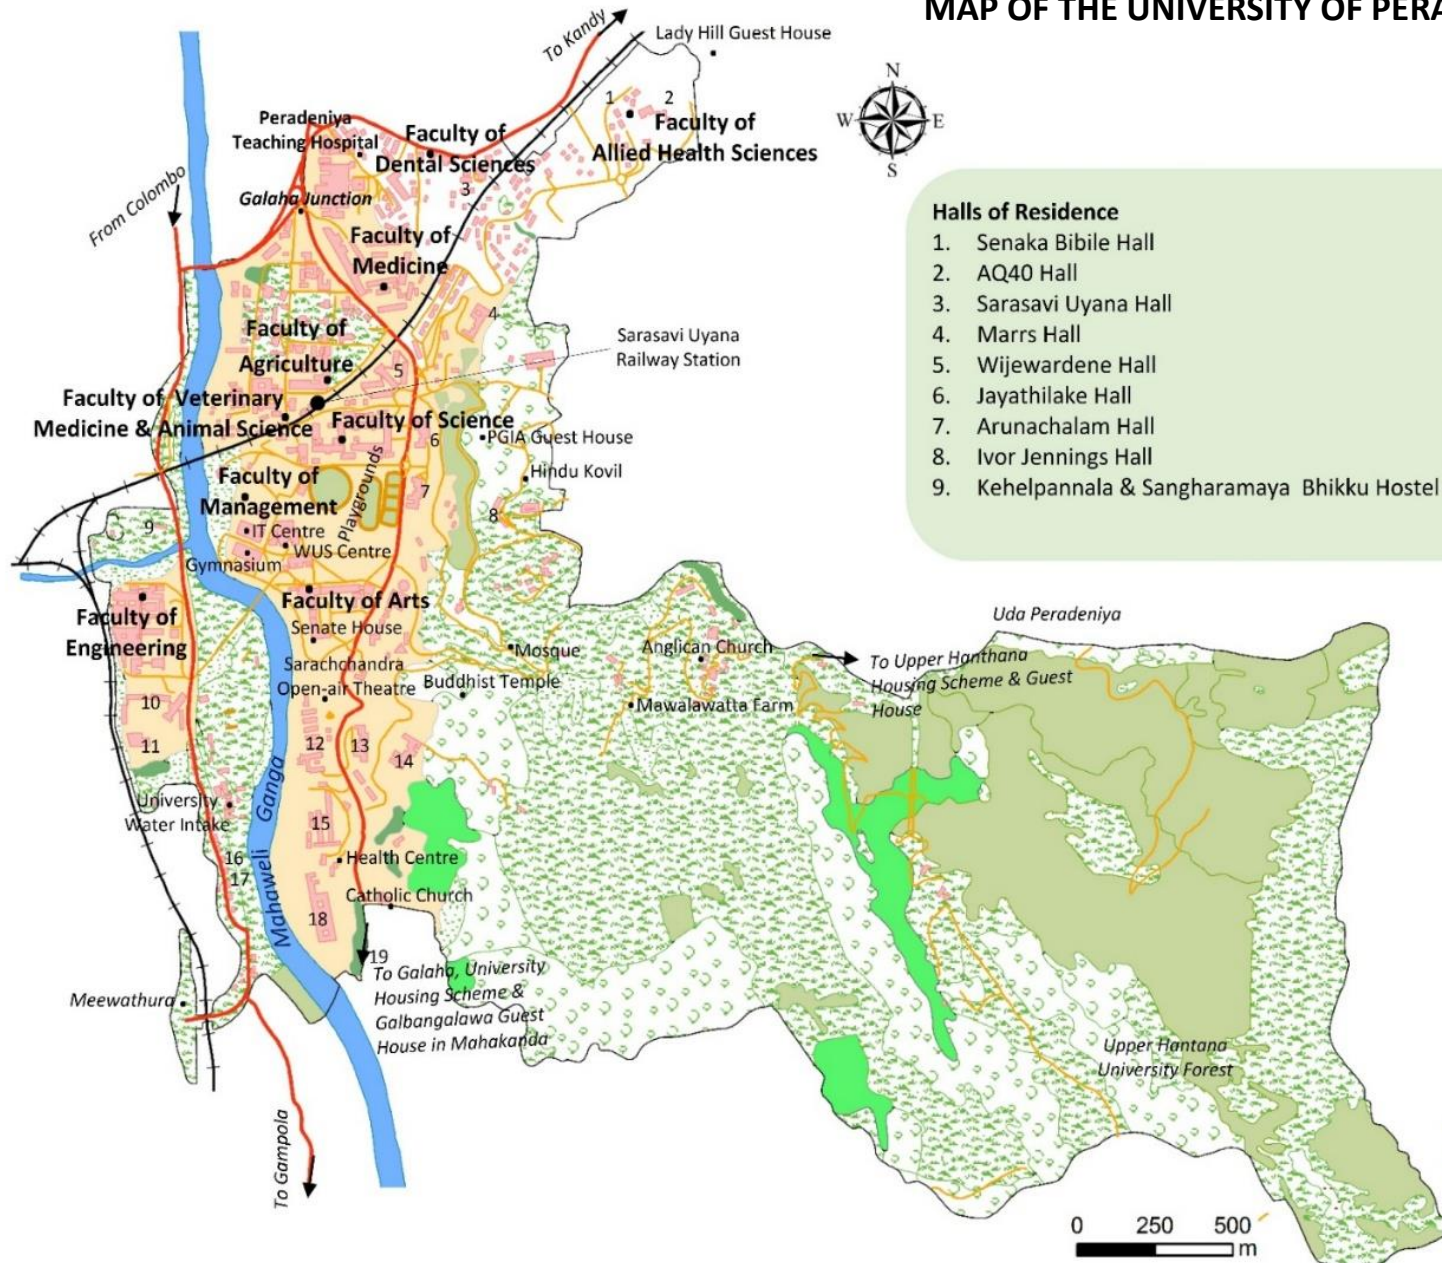 MAP OF THE UNIVERSITY OF PERA
To Kandy
Lady Hill Guest House
N
W
E
S
1
2
Faculty of
Allied Health Sciences
Peradeniya
Teaching Hospital
Faculty of
Dental Sciences
3
From Colombo
Galaha Junction
Faculty of
Medicine
Halls of Residence
1. Senaka Bibile Hall
2. AQ40 Hall
3. Sarasavi Uyana Hall
4. Marrs Hall
5. Wijewardene Hall
6. Jayathilake Hall
7. Arunachalam Hall
8. Ivor Jennings Hall
9. Kehelpannala & Sangharamaya Bhikku Hostel
4
Faculty of
Agriculture
Sarasavi Uyana
Railway Station
5
Faculty of Veterinary
Medicine & Animal Science
Faculty of Science
6
PGIA Guest House
Hindu Kovil
Faculty of
Management
Playgrounds
7
8
9
IT Centre
WUS Centre
Gymnasium
Faculty of Arts
Faculty of
Engineering
Senate House
Sarachchandra
Open-air Theatre
Mosque
Buddhist Temple
Anglican Church
Mawalawatta Farm
Uda Peradeniya
To Upper Hanthana
Housing Scheme & Guest
House
10
11
12
13
14
University
Water Intake
Mahaweli Ganga
15
16
17
Health Centre
Catholic Church
18
19
To Galaha, University
Housing Scheme &
Galbangalawa Guest
House in Mahakanda
Meewathura
To Gampola
Upper Hantana
University Forest
0 250 500
m